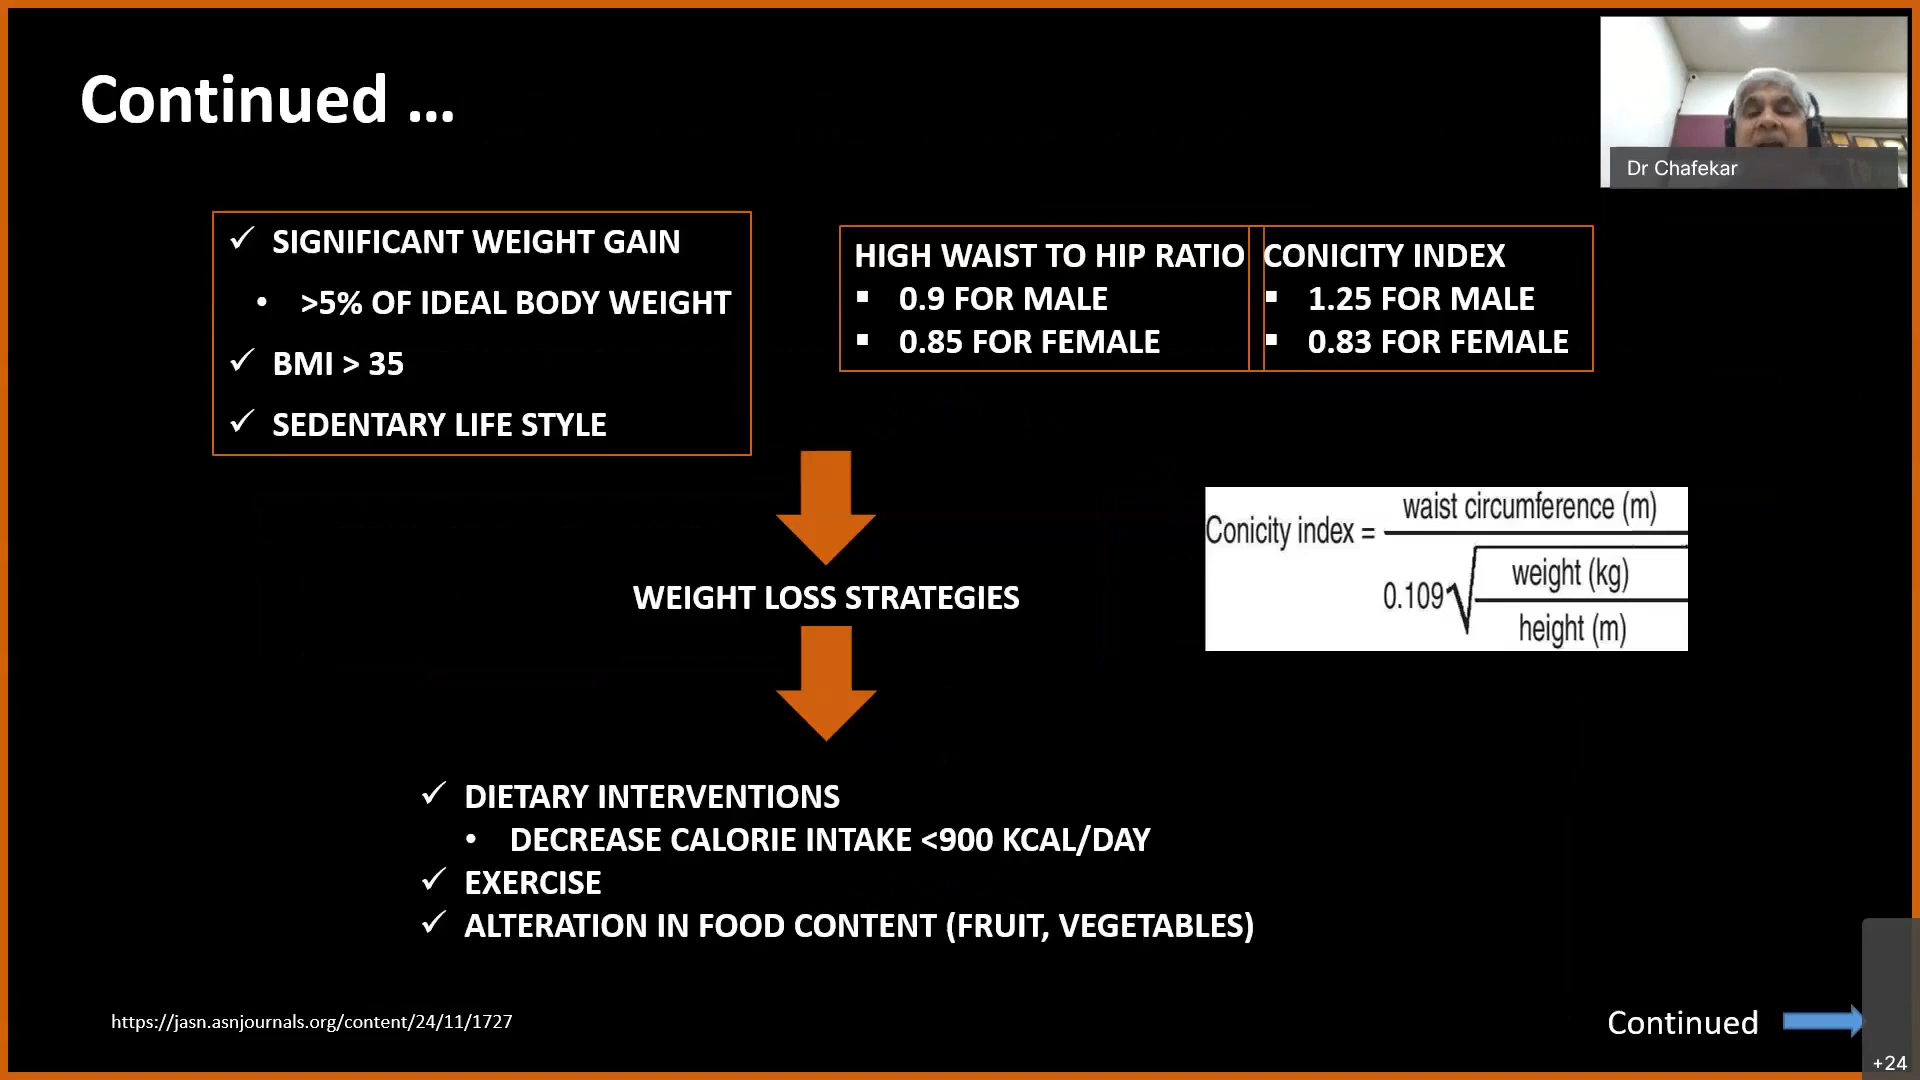 Continued ...
Dr Chafekar
✓ SIGNIFICANT WEIGHT GAIN
• >5% OF IDEAL BODY WEIGHT
✓ BMI > 35
✓ SEDENTARY LIFE STYLE
HIGH WAIST TO HIP RATIO
▪ 0.9 FOR MALE
▪ 0.85 FOR FEMALE
CONICITY INDEX
▪ 1.25 FOR MALE
▪ 0.83 FOR FEMALE
WEIGHT LOSS STRATEGIES
waist circumference (m)
Conicity index =
weight (kg)
0.109√
height (m)
✓ DIETARY INTERVENTIONS
• DECREASE CALORIE INTAKE <900 KCAL/DAY
✓ EXERCISE
✓ ALTERATION IN FOOD CONTENT (FRUIT, VEGETABLES)
https://jasn.asnjournals.org/content/24/11/1727
Continued
+24